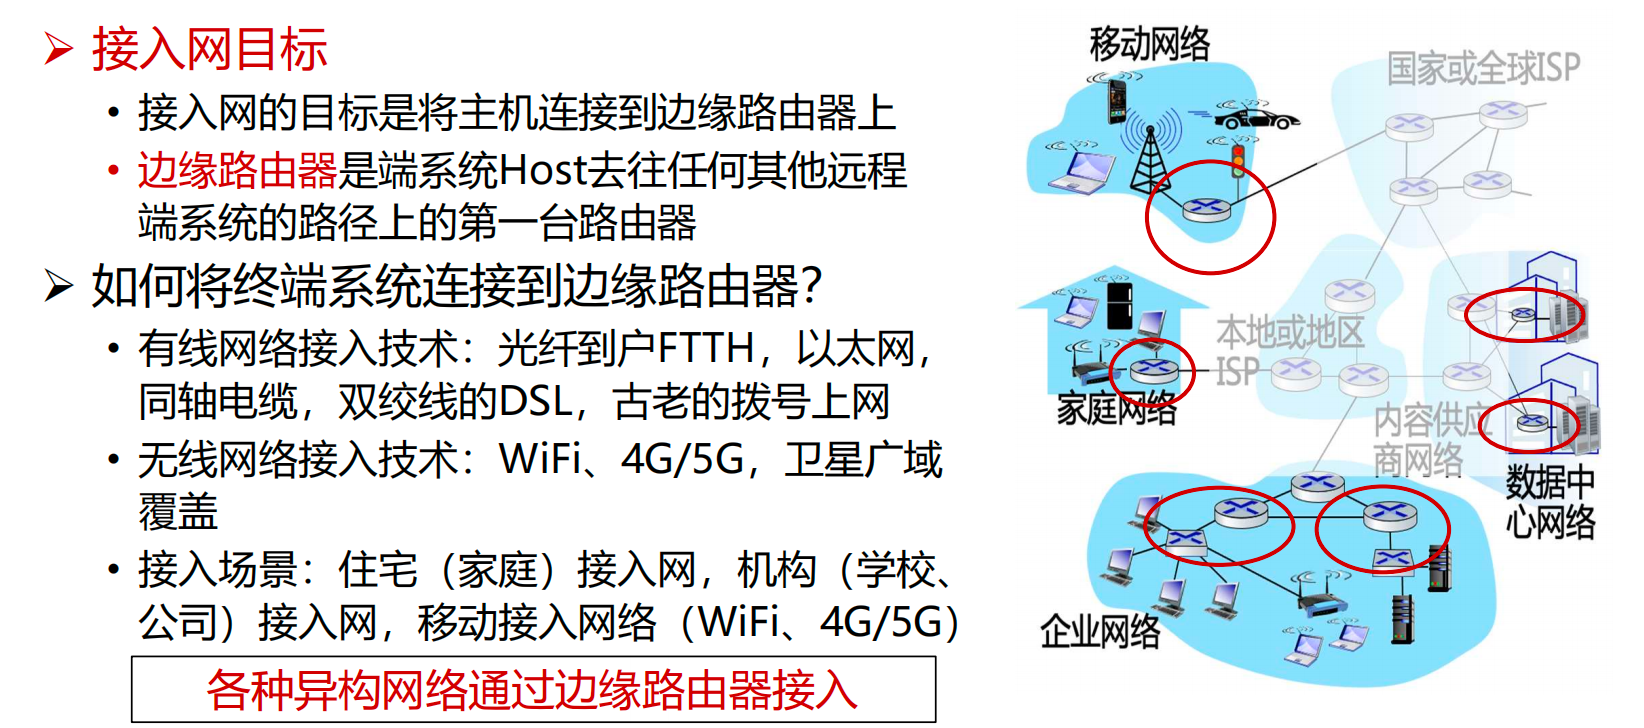 ➢ 接入网目标
• 接入网的目标是将主机连接到边缘路由器上
• 边缘路由器是端系统Host去往任何其他远程
端系统的路径上的第一台路由器
➢ 如何将终端系统连接到边缘路由器？
• 有线网络接入技术：光纤到户FTTH，以太网，
同轴电缆，双绞线的DSL，古老的拨号上网
• 无线网络接入技术：WiFi、4G/5G，卫星广域
覆盖
• 接入场景：住宅（家庭）接入网，机构（学校、
公司）接入网，移动接入网络（WiFi、4G/5G）
各种异构网络通过边缘路由器接入
移动网络
国家或全球ISP
本地或地区
ISP
家庭网络
内容供应
商网络
数据中
心网络
企业网络